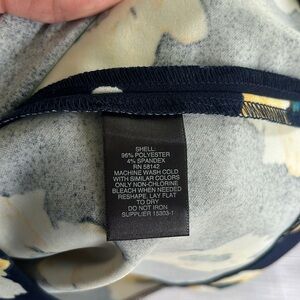 SHELL:
96% POLYESTER
4% SPANDEX
RN 58142
MACHINE WASH COLD
WITH SIMILAR COLORS
ONLY NON-CHLORINE
BLEACH WHEN NEEDED
RESHAPE, LAY FLAT
TO DRY
DO NOT IRON
SUPPLIER 15303-1